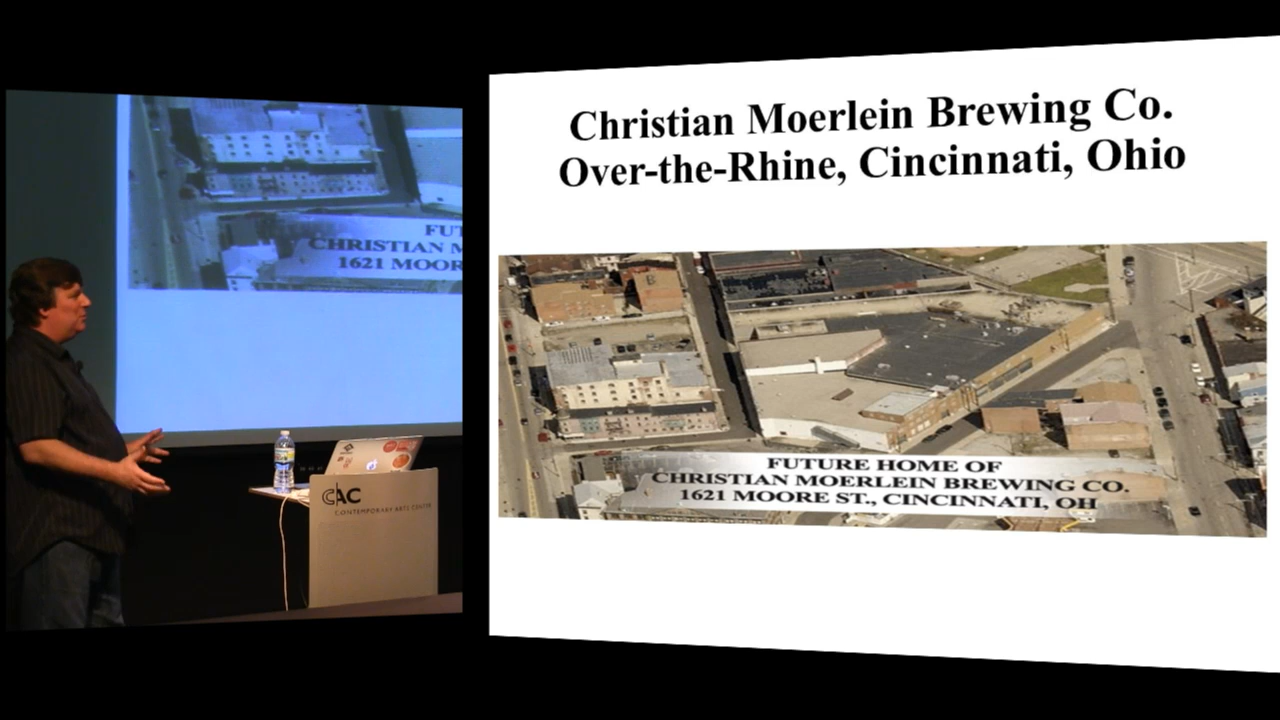 FUT
CHRISTIAN M
1621 MOOR
CAC
CONTEMPORARY ARTS CENTER
Christian Moerlein Brewing Co.
Over-the-Rhine, Cincinnati, Ohio
FUTURE HOME OF
CHRISTIAN MOERLEIN BREWING CO.
1621 MOORE ST., CINCINNATI, OH